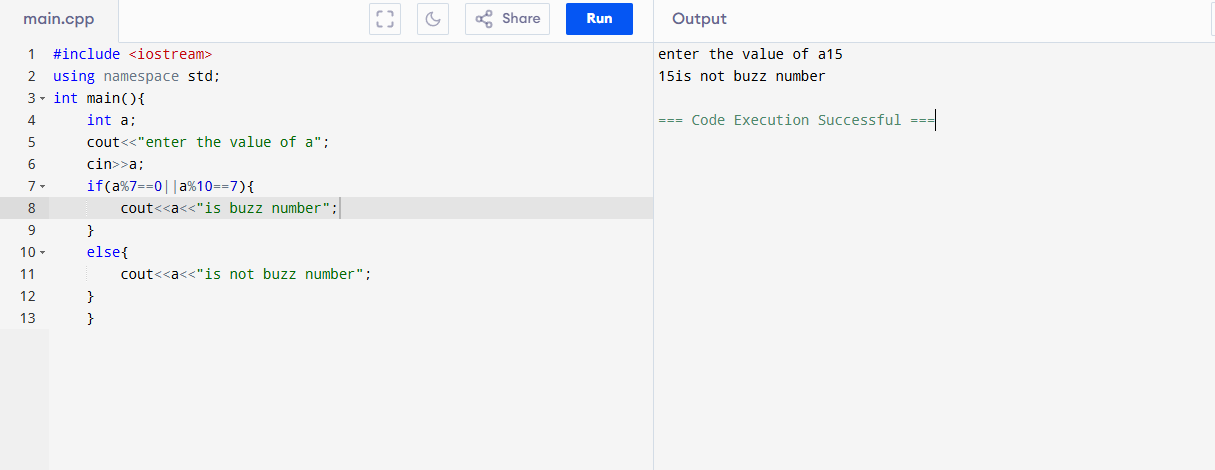 main.cpp
Share
Run
Output
1 #include <iostream>
2 using namespace std;
3 int main(){
4     int a;
5     cout<<"enter the value of a";
6     cin>>a;
7     if(a%7==0||a%10==7){
8         cout<<a<<"is buzz number";
9     }
10     else{
11         cout<<a<<"is not buzz number";
12     }
13     }
enter the value of a15
15is not buzz number
=== Code Execution Successful ===